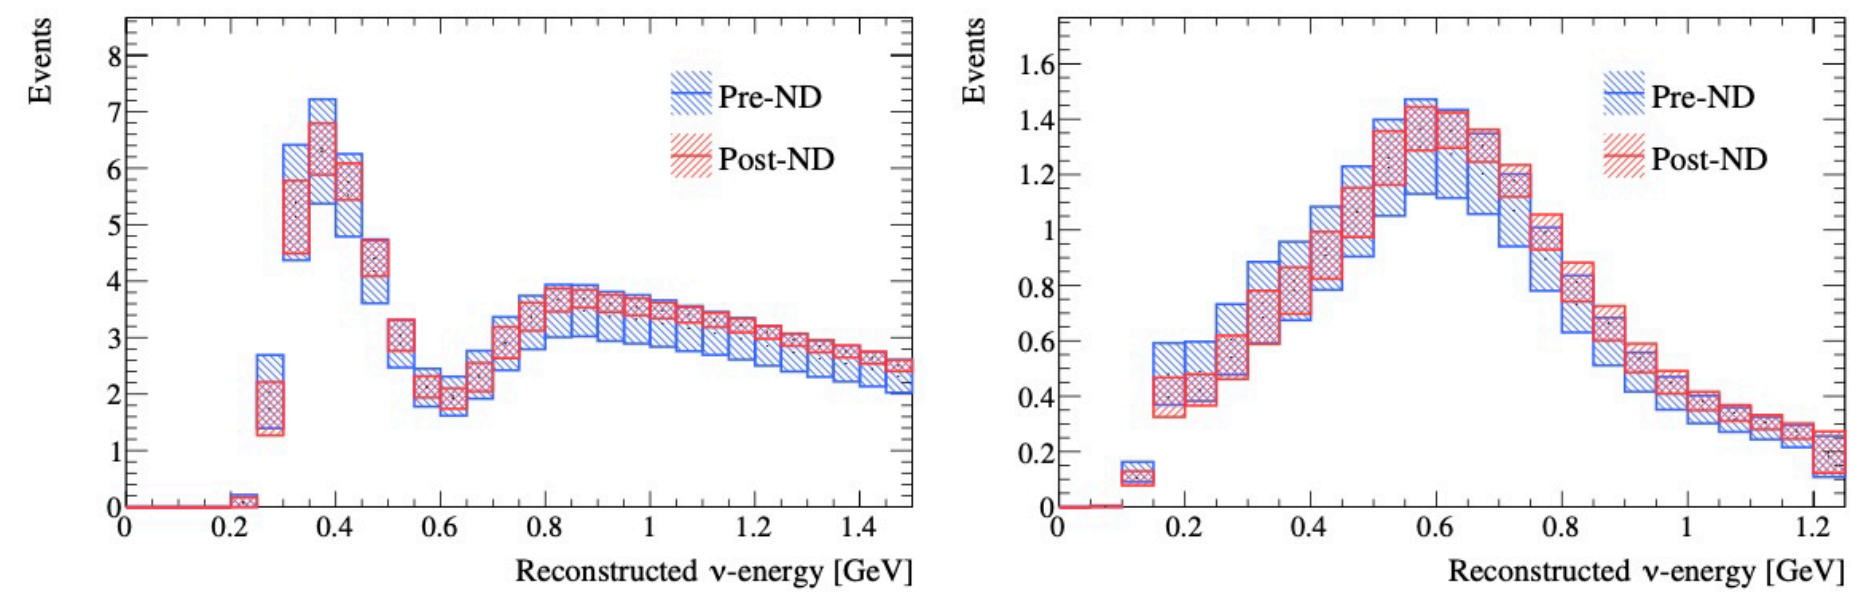 Events
8
7
6
5
4
3
2
1
0
0 0.2 0.4 0.6 0.8 1 1.2 1.4
Reconstructed ν-energy [GeV]
Pre-ND
Post-ND
Events
1.6
1.4
1.2
1
0.8
0.6
0.4
0.2
0
0 0.2 0.4 0.6 0.8 1 1.2
Reconstructed ν-energy [GeV]
Pre-ND
Post-ND